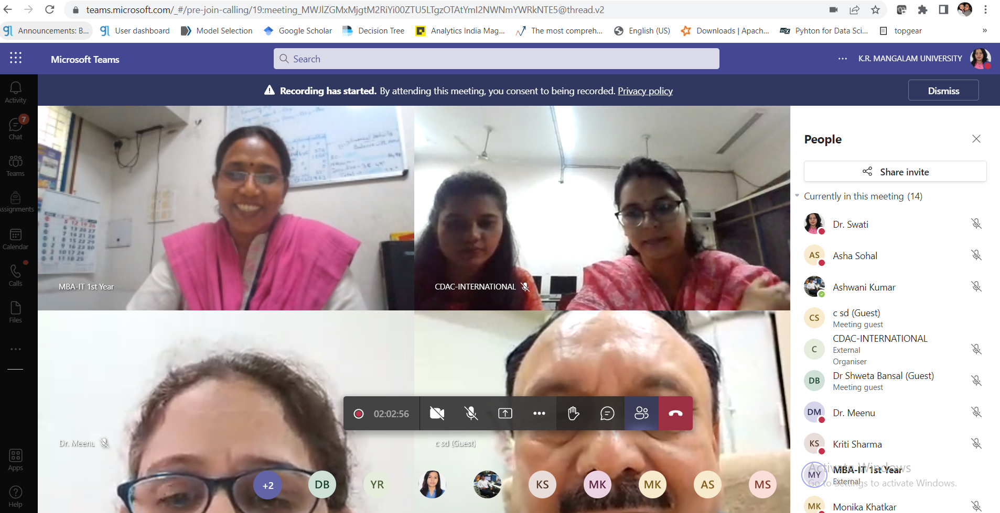 teams.microsoft.com/_#/pre-join-calling/19:meeting_MWJlZGMxMjgtM2RiYi00ZTU5LTgzOTAtYmI2NWNmYWRkNTE5@thread.v2
Announcements: B...
User dashboard
Model Selection
Google Scholar
Decision Tree
Analytics India Mag...
The most compreh...
English (US)
Downloads | Apach...
edX
Pyhton for Data Sci...
topgear
»
Microsoft Teams
Search
K.R. MANGALAM UNIVERSITY
Recording has started. By attending this meeting, you consent to being recorded. Privacy policy
Dismiss
Activity
7
Chat
Teams
Assignments
Calendar
Calls
Files
Apps
Help
MBA-IT 1st Year
CDAC-INTERNATIONAL
Dr. Meenu
c sd (Guest)
02:02:56
+2
DB
YR
KS
MK
MK
AS
MS
People
Share invite
Currently in this meeting (14)
Dr. Swati
AS
Asha Sohal
Ashwani Kumar
CS
c sd (Guest)
Meeting guest
C
CDAC-INTERNATIONAL
External
Organiser
DB
Dr Shweta Bansal (Guest)
Meeting guest
DM
Dr. Meenu
KS
Kriti Sharma
MY
MBA-IT 1st Year
External
Activate Windows
Go to Settings to activate Windows.
MK
Monika Khatkar